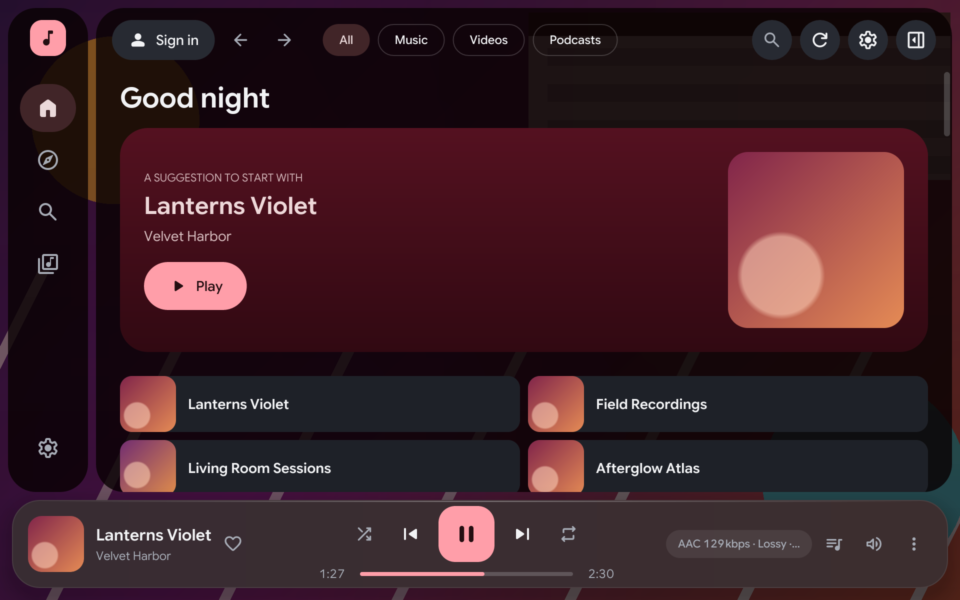 Sign in
All
Music
Videos
Podcasts
Good night
A SUGGESTION TO START WITH
Lanterns Violet
Velvet Harbor
Play
Lanterns Violet
Field Recordings
Living Room Sessions
Afterglow Atlas
Lanterns Violet
Velvet Harbor
1:27
2:30
AAC 129kbps · Lossy ·...